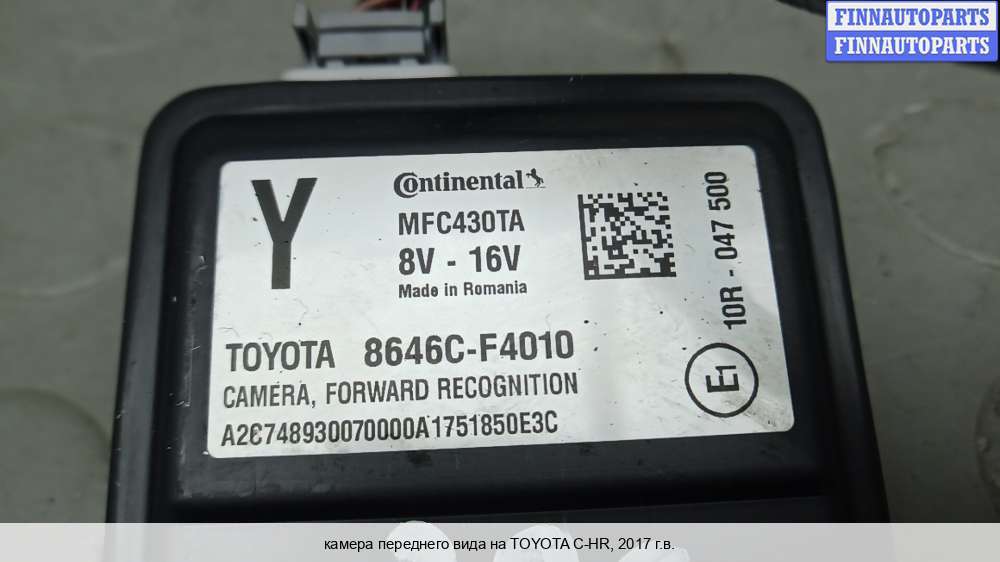 FINNAUTOPARTS
FINNAUTOPARTS
Y
Continental
MFC430TA
8V - 16V
Made in Romania
10R - 047 500
TOYOTA 8646C-F4010
CAMERA, FORWARD RECOGNITION
E1
A2C748930070000A1751850E3C
камера переднего вида на TOYOTA C-HR, 2017 г.в.